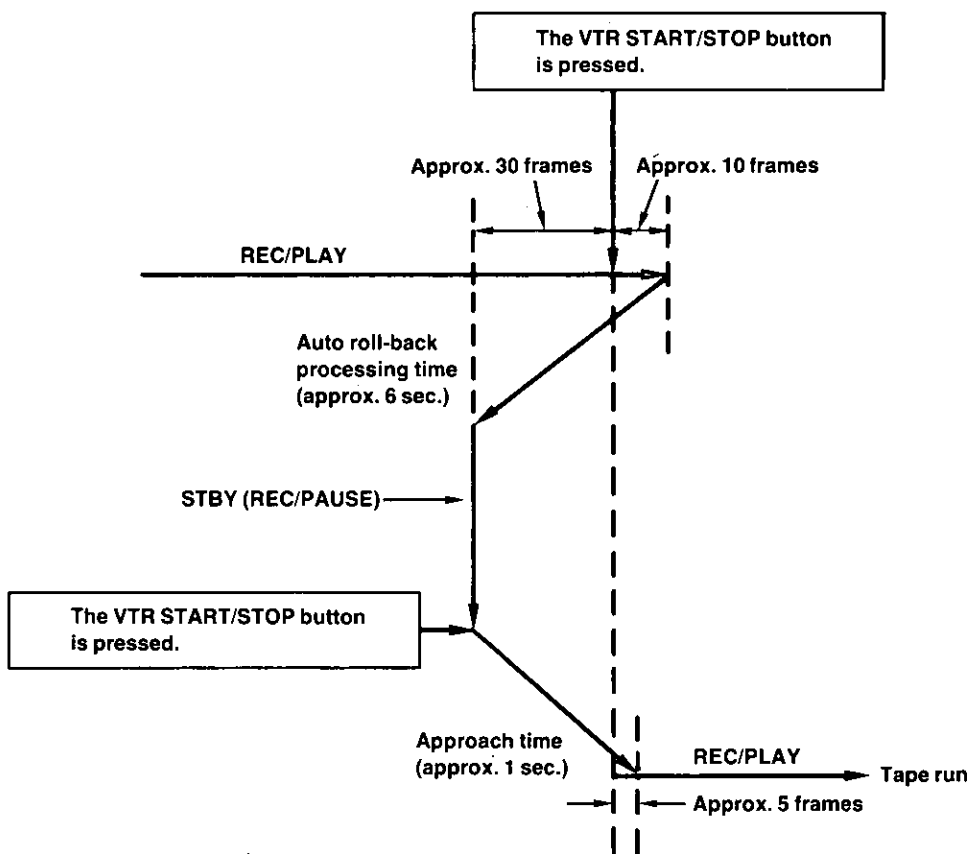 The VTR START/STOP button
is pressed.
Approx. 30 frames
Approx. 10 frames
REC/PLAY
Auto roll-back
processing time
(approx. 6 sec.)
STBY (REC/PAUSE)
The VTR START/STOP button
is pressed.
Approach time
(approx. 1 sec.)
REC/PLAY
Tape run
Approx. 5 frames